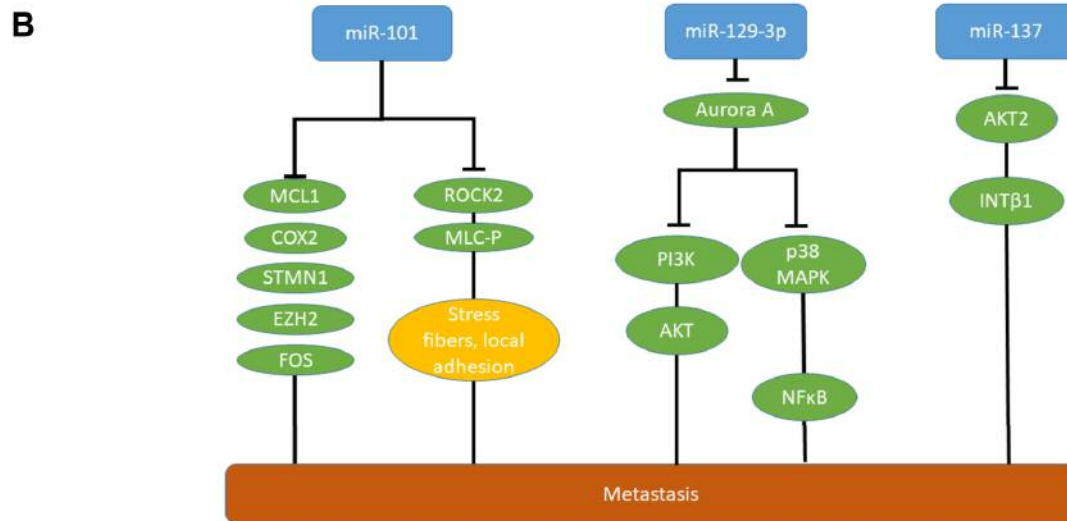 B
miR-101
miR-129-3p
miR-137
Aurora A
AKT2
MCL1
ROCK2
INTβ1
COX2
MLC-P
STMN1
PI3K
p38
MAPK
EZH2
Stress
fibers, local
adhesion
AKT
FOS
NFκB
Metastasis